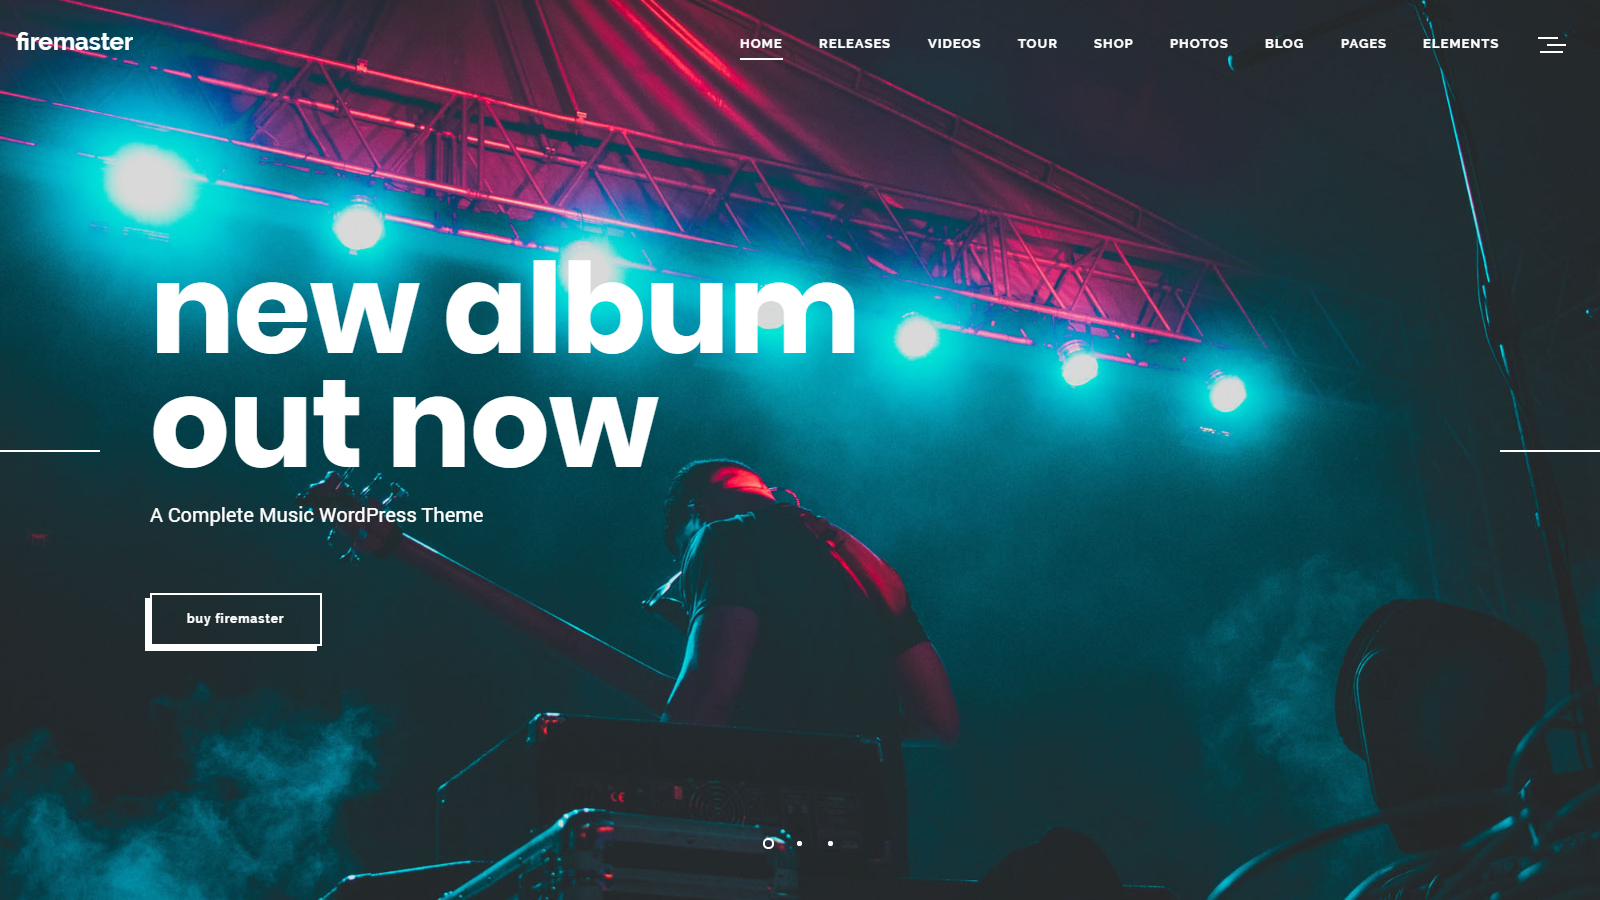 firemaster
HOME RELEASES VIDEOS TOUR SHOP PHOTOS BLOG PAGES ELEMENTS
new album
out now
A Complete Music WordPress Theme
buy firemaster
CE